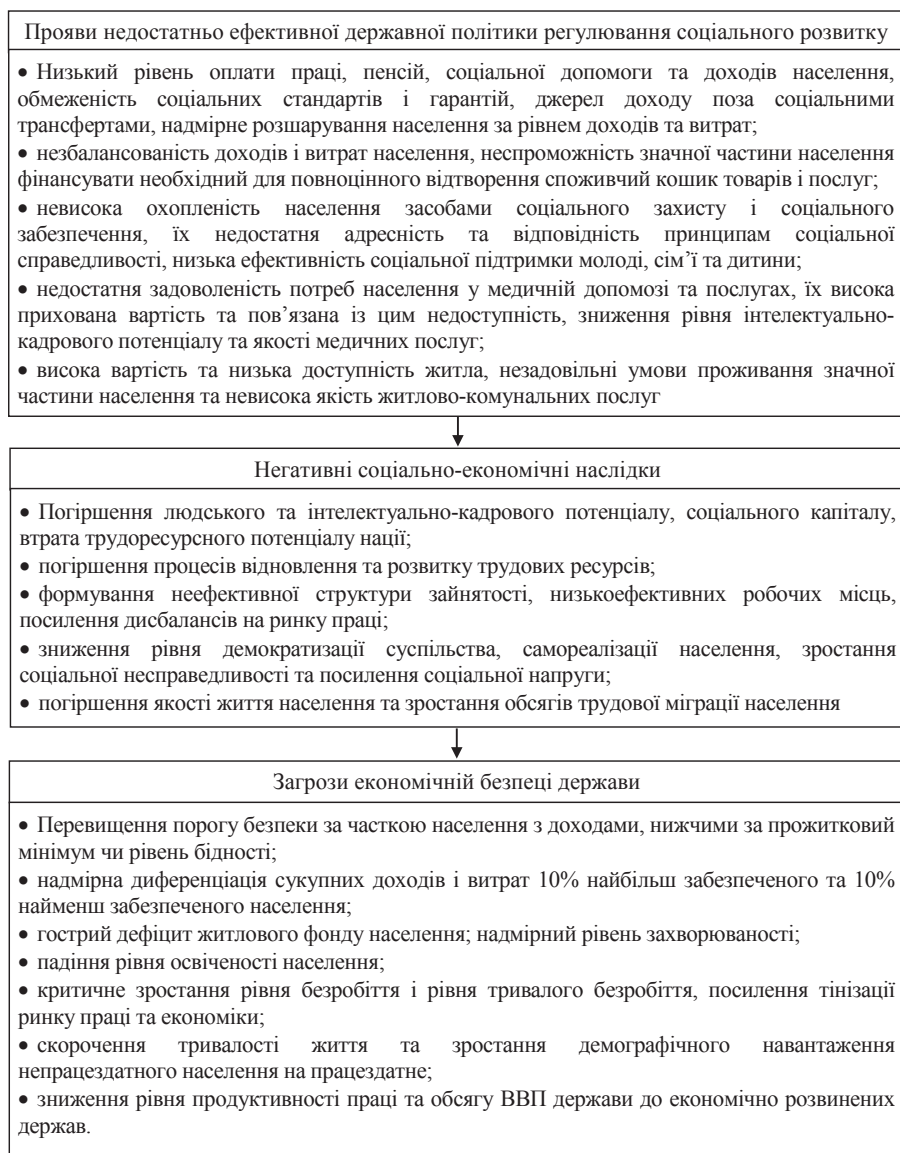 Прояви недостатньо ефективної державної політики регулювання соціального розвитку
• Низький рівень оплати праці, пенсій, соціальної допомоги та доходів населення,
обмеженість соціальних стандартів і гарантій, джерел доходу поза соціальними
трансфертами, надмірне розшарування населення за рівнем доходів та витрат;
• незбалансованість доходів і витрат населення, неспроможність значної частини населення
фінансувати необхідний для повноцінного відтворення споживчий кошик товарів і послуг;
• невисока охопленість населення засобами соціального захисту і соціального
забезпечення, їх недостатня адресність та відповідність принципам соціальної
справедливості, низька ефективність соціальної підтримки молоді, сім’ї та дитини;
• недостатня задоволеність потреб населення у медичній допомозі та послугах, їх висока
прихована вартість та пов’язана із цим недоступність, зниження рівня інтелектуально-
кадрового потенціалу та якості медичних послуг;
• висока вартість та низька доступність житла, незадовільні умови проживання значної
частини населення та невисока якість житлово-комунальних послуг
Негативні соціально-економічні наслідки
• Погіршення людського та інтелектуально-кадрового потенціалу, соціального капіталу,
втрата трудоресурсного потенціалу нації;
• погіршення процесів відновлення та розвитку трудових ресурсів;
• формування неефективної структури зайнятості, низькоефективних робочих місць,
посилення дисбалансів на ринку праці;
• зниження рівня демократизації суспільства, самореалізації населення, зростання
соціальної несправедливості та посилення соціальної напруги;
• погіршення якості життя населення та зростання обсягів трудової міграції населення
Загрози економічній безпеці держави
• Перевищення порогу безпеки за часткою населення з доходами, нижчими за прожитковий
мінімум чи рівень бідності;
• надмірна диференціація сукупних доходів і витрат 10% найбільш забезпеченого та 10%
найменш забезпеченого населення;
• гострий дефіцит житлового фонду населення; надмірний рівень захворюваності;
• падіння рівня освіченості населення;
• критичне зростання рівня безробіття і рівня тривалого безробіття, посилення тінізації
ринку праці та економіки;
• скорочення тривалості життя та зростання демографічного навантаження
непрацездатного населення на працездатне;
• зниження рівня продуктивності праці та обсягу ВВП держави до економічно розвинених
держав.